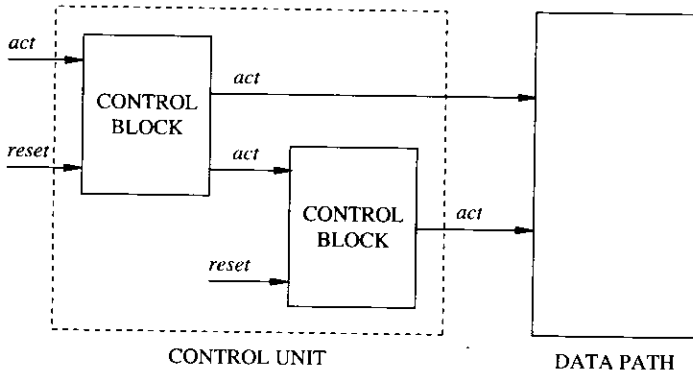 act
act
CONTROL
BLOCK
reset
act
CONTROL
BLOCK
act
reset
CONTROL UNIT
DATA PATH